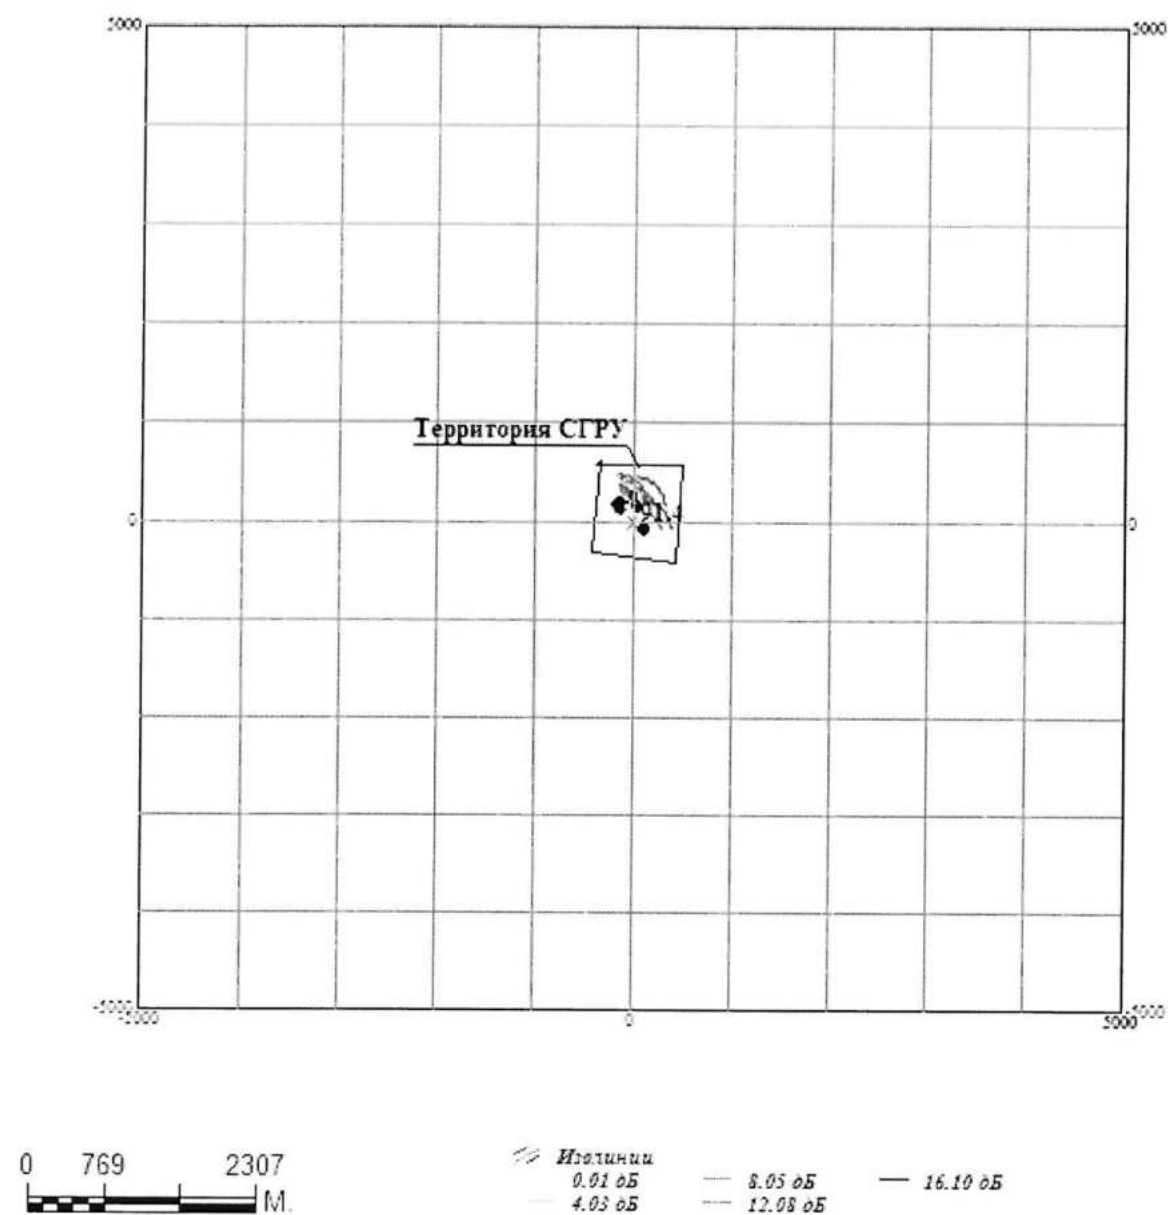 5000 5000
Территория СГРУ
0 0
-5000 -5000
-5000 0 5000
0 769 2307
М.
Изолинии
0.01 дБ 8.05 дБ 16.10 дБ
4.03 дБ 12.08 дБ